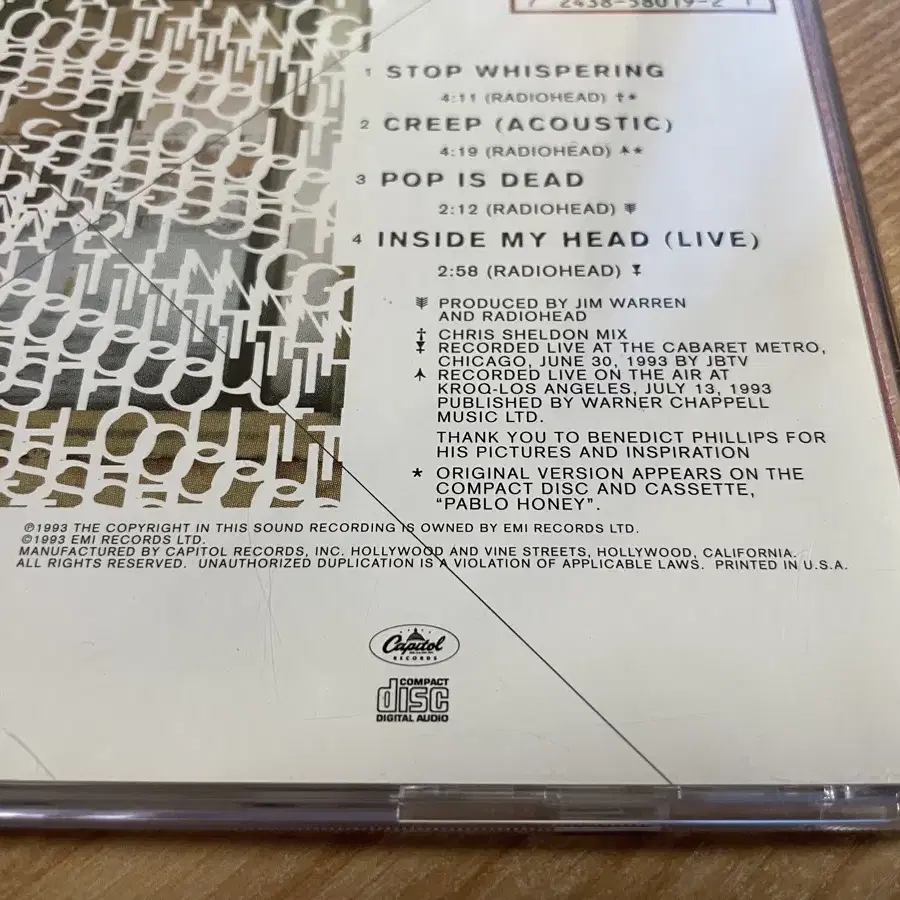 7 2438-58019-2 1
1 STOP WHISPERING
4:11 (RADIOHEAD) †*
2 CREEP (ACOUSTIC)
4:19 (RADIOHEAD) *
3 POP IS DEAD
2:12 (RADIOHEAD)
4 INSIDE MY HEAD (LIVE)
2:58 (RADIOHEAD)
PRODUCED BY JIM WARREN
AND RADIOHEAD
† CHRIS SHELDON MIX
RECORDED LIVE AT THE CABARET METRO,
CHICAGO, JUNE 30, 1993 BY JBTV
RECORDED LIVE ON THE AIR AT
KROQ-LOS ANGELES, JULY 13, 1993
PUBLISHED BY WARNER CHAPPELL
MUSIC LTD.
THANK YOU TO BENEDICT PHILLIPS FOR
HIS PICTURES AND INSPIRATION
* ORIGINAL VERSION APPEARS ON THE
COMPACT DISC AND CASSETTE,
"PABLO HONEY".
℗1993 THE COPYRIGHT IN THIS SOUND RECORDING IS OWNED BY EMI RECORDS LTD.
©1993 EMI RECORDS LTD.
MANUFACTURED BY CAPITOL RECORDS, INC. HOLLYWOOD AND VINE STREETS, HOLLYWOOD, CALIFORNIA.
ALL RIGHTS RESERVED. UNAUTHORIZED DUPLICATION IS A VIOLATION OF APPLICABLE LAWS. PRINTED IN U.S.A.
Capitol
RECORDS
COMPACT
disc
DIGITAL AUDIO